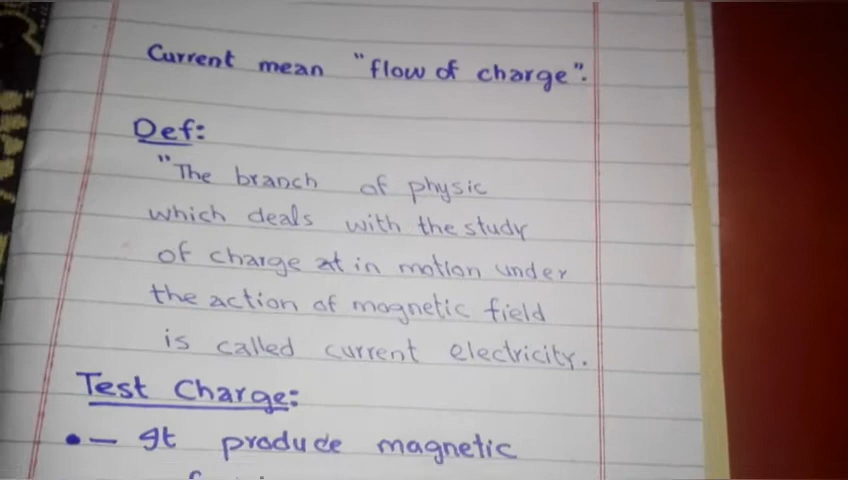 Current mean "flow of charge".
Def:
"The branch of physic
which deals with the study
of charge at in motion under
the action of magnetic field
is called current electricity.
Test Charge:
• — It produce magnetic